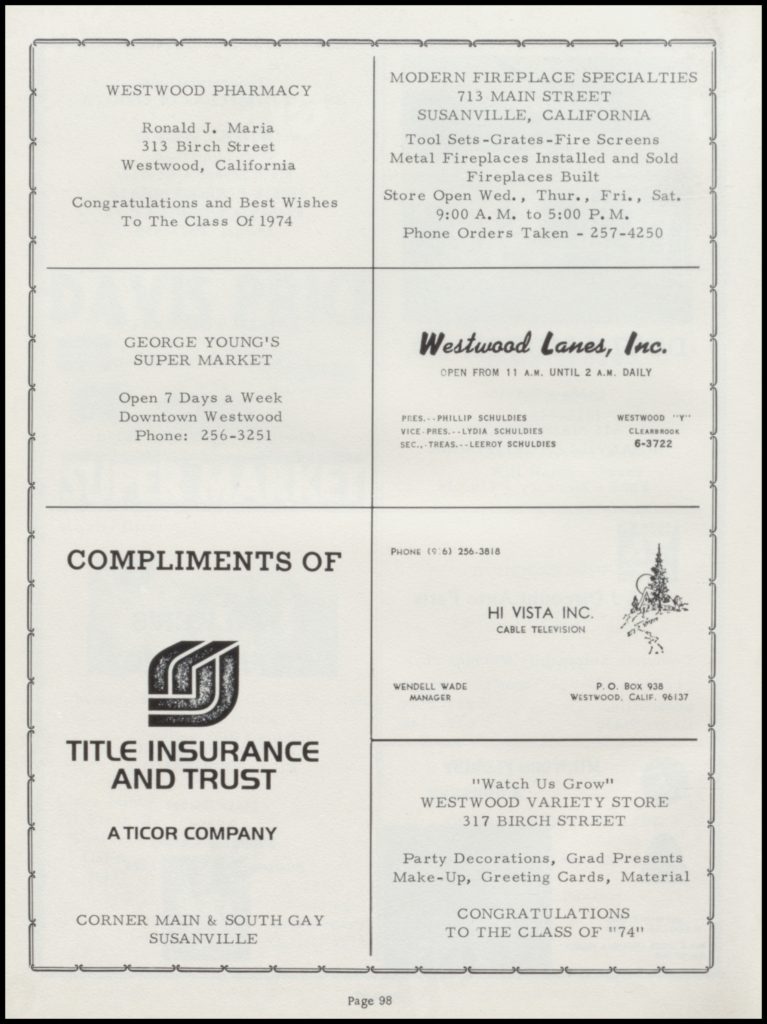 WESTWOOD PHARMACY
Ronald J. Maria
313 Birch Street
Westwood, California
Congratulations and Best Wishes
To The Class Of 1974
MODERN FIREPLACE SPECIALTIES
713 MAIN STREET
SUSANVILLE, CALIFORNIA
Tool Sets-Grates-Fire Screens
Metal Fireplaces Installed and Sold
Fireplaces Built
Store Open Wed., Thur., Fri., Sat.
9:00 A.M. to 5:00 P.M.
Phone Orders Taken - 257-4250
GEORGE YOUNG'S
SUPER MARKET
Open 7 Days a Week
Downtown Westwood
Phone: 256-3251
Westwood Lanes, Inc.
OPEN FROM 11 A.M. UNTIL 2 A.M. DAILY
PRES.--PHILLIP SCHULDIES
VICE-PRES.--LYDIA SCHULDIES
SEC., TREAS.--LEEROY SCHULDIES
WESTWOOD "Y"
CLEARBROOK
6-3722
COMPLIMENTS OF
TITLE INSURANCE
AND TRUST
A TICOR COMPANY
CORNER MAIN & SOUTH GAY
SUSANVILLE
PHONE (916) 256-3818
HI VISTA INC.
CABLE TELEVISION
WENDELL WADE
MANAGER
P.O. BOX 938
WESTWOOD, CALIF. 96137
"Watch Us Grow"
WESTWOOD VARIETY STORE
317 BIRCH STREET
Party Decorations, Grad Presents
Make-Up, Greeting Cards, Material
CONGRATULATIONS
TO THE CLASS OF "74"
Page 98